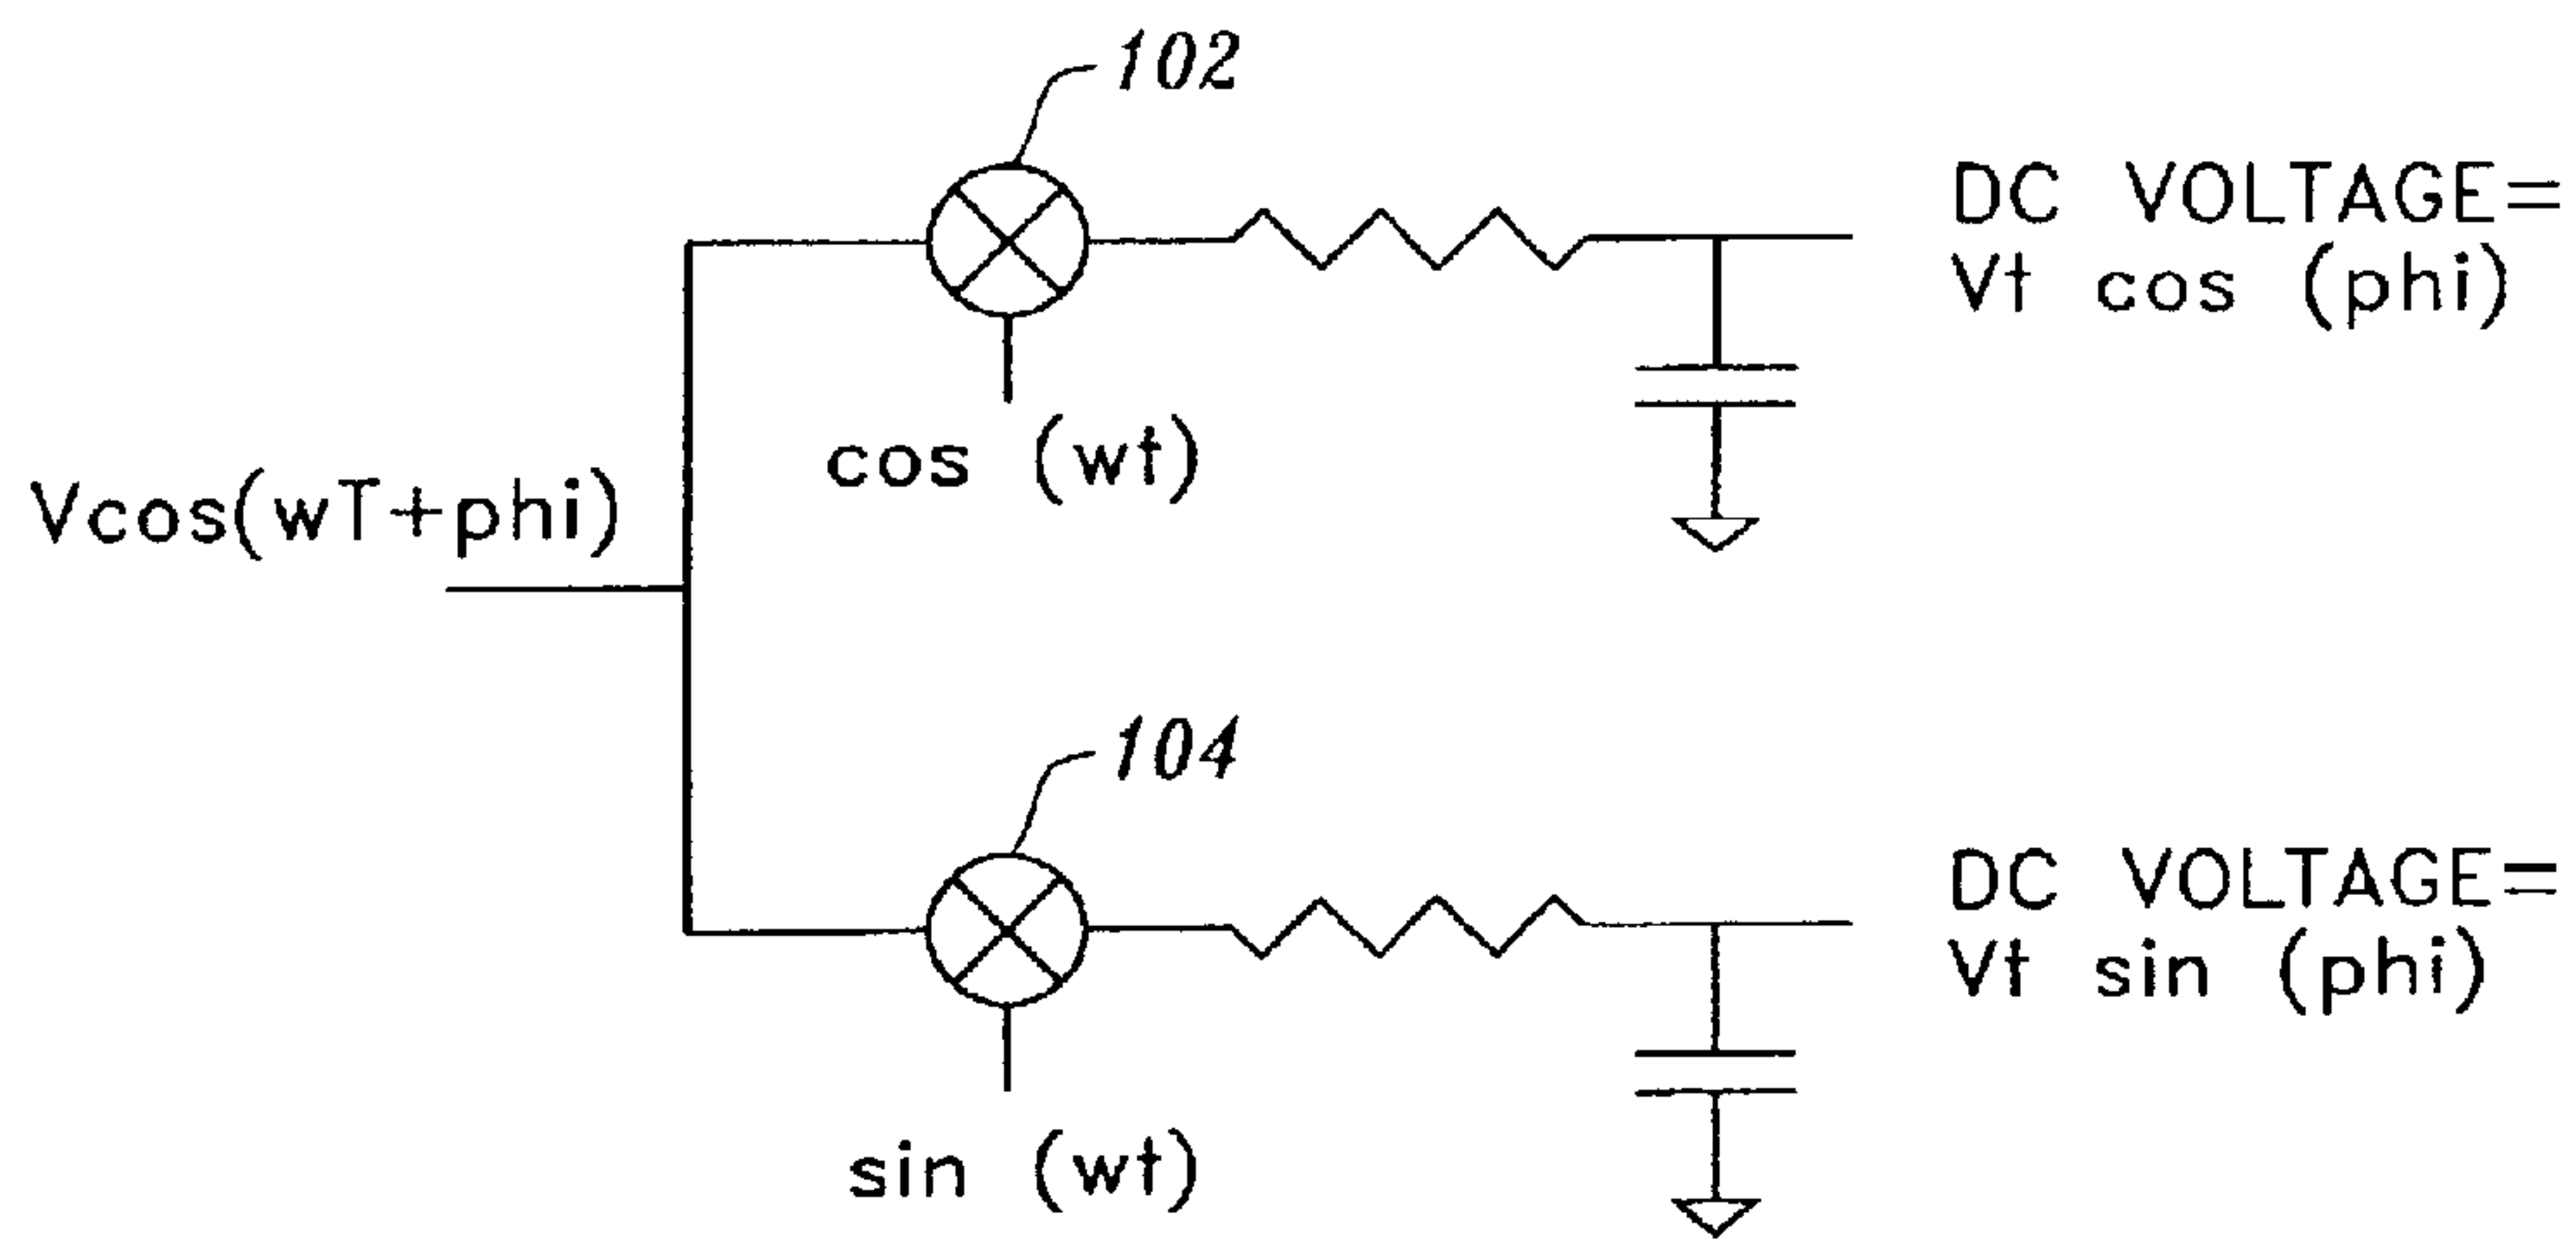 102
DC VOLTAGE=
Vt cos (phi)
cos (wt)
Vcos(wT+phi)
104
DC VOLTAGE=
Vt sin (phi)
sin (wt)